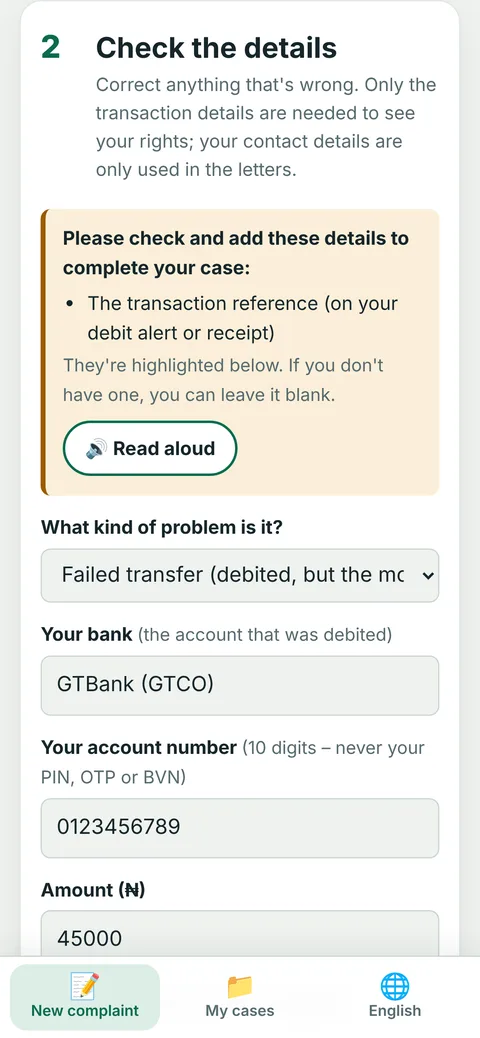 2 Check the details
Correct anything that's wrong. Only the
transaction details are needed to see
your rights; your contact details are
only used in the letters.
Please check and add these details to
complete your case:
• The transaction reference (on your
debit alert or receipt)
They're highlighted below. If you don't
have one, you can leave it blank.
🔊 Read aloud
What kind of problem is it?
Failed transfer (debited, but the
Your bank (the account that was debited)
GTBank (GTCO)
Your account number (10 digits – never your
PIN, OTP or BVN)
0123456789
Amount (₦)
45000
New complaint
My cases
English